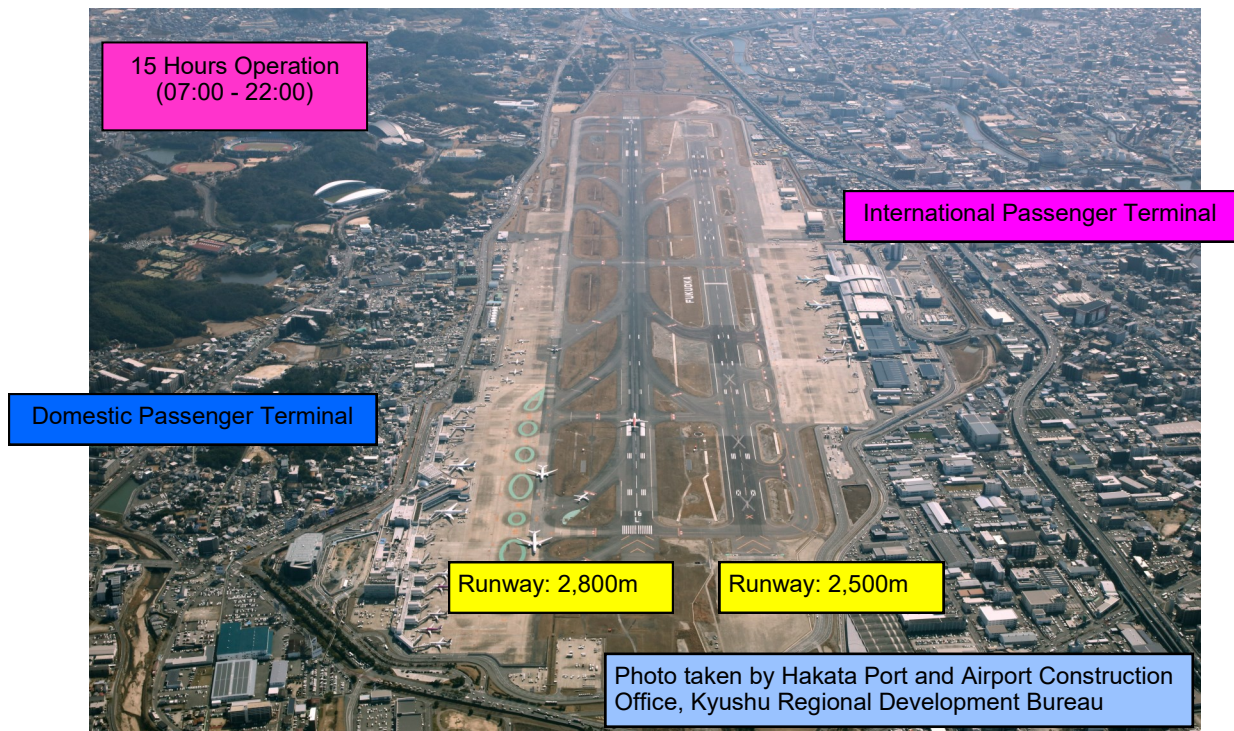 15 Hours Operation
(07:00 - 22:00)
International Passenger Terminal
FUKUOKA
Domestic Passenger Terminal
16
L
Runway: 2,800m
Runway: 2,500m
Photo taken by Hakata Port and Airport Construction
Office, Kyushu Regional Development Bureau